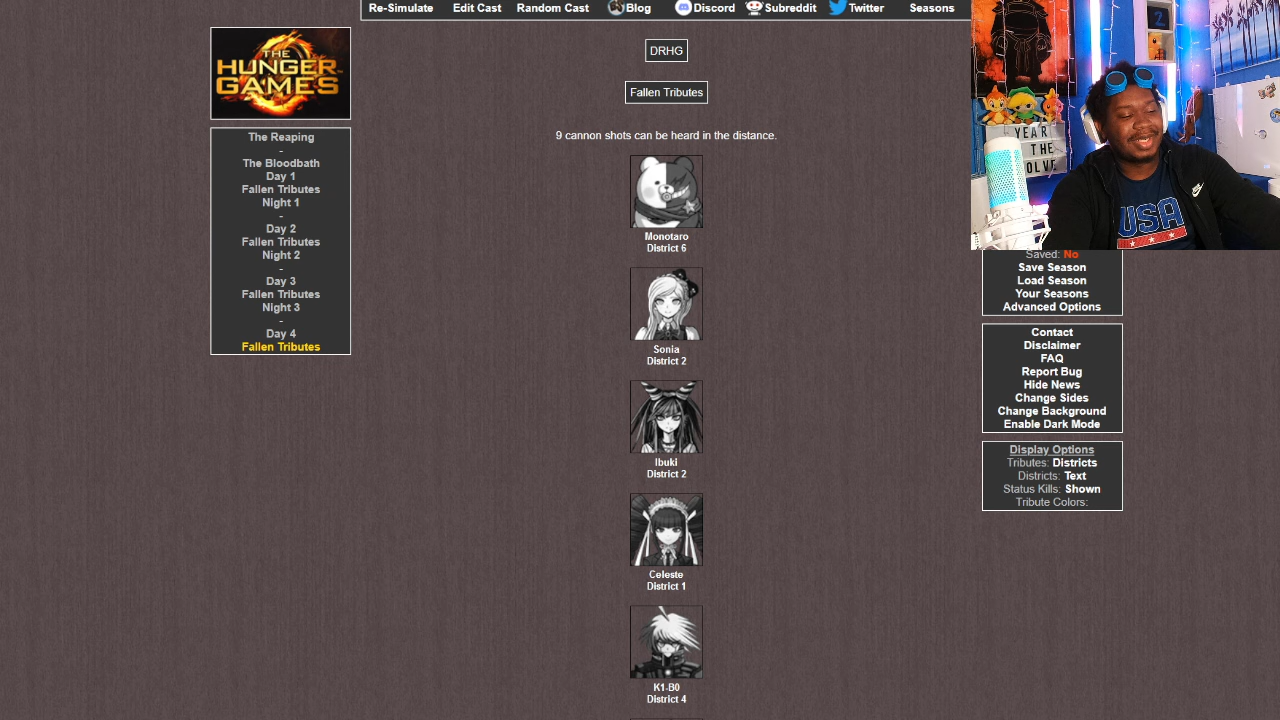 Re-Simulate
Edit Cast
Random Cast
Blog
Discord
Subreddit
Twitter
Seasons
THE
HUNGER
GAMES
The Reaping
-
The Bloodbath
Day 1
Fallen Tributes
Night 1
-
Day 2
Fallen Tributes
Night 2
-
Day 3
Fallen Tributes
Night 3
-
Day 4
Fallen Tributes
DRHG
Fallen Tributes
9 cannon shots can be heard in the distance.
Monotaro
District 6
Sonia
District 2
Ibuki
District 2
Celeste
District 1
K1-B0
District 4
YEAR
THE
OLVE
USA
Saved: No
Save Season
Load Season
Your Seasons
Advanced Options
Contact
Disclaimer
FAQ
Report Bug
Hide News
Change Sides
Change Background
Enable Dark Mode
Display Options
Tributes: Districts
Districts: Text
Status Kills: Shown
Tribute Colors: